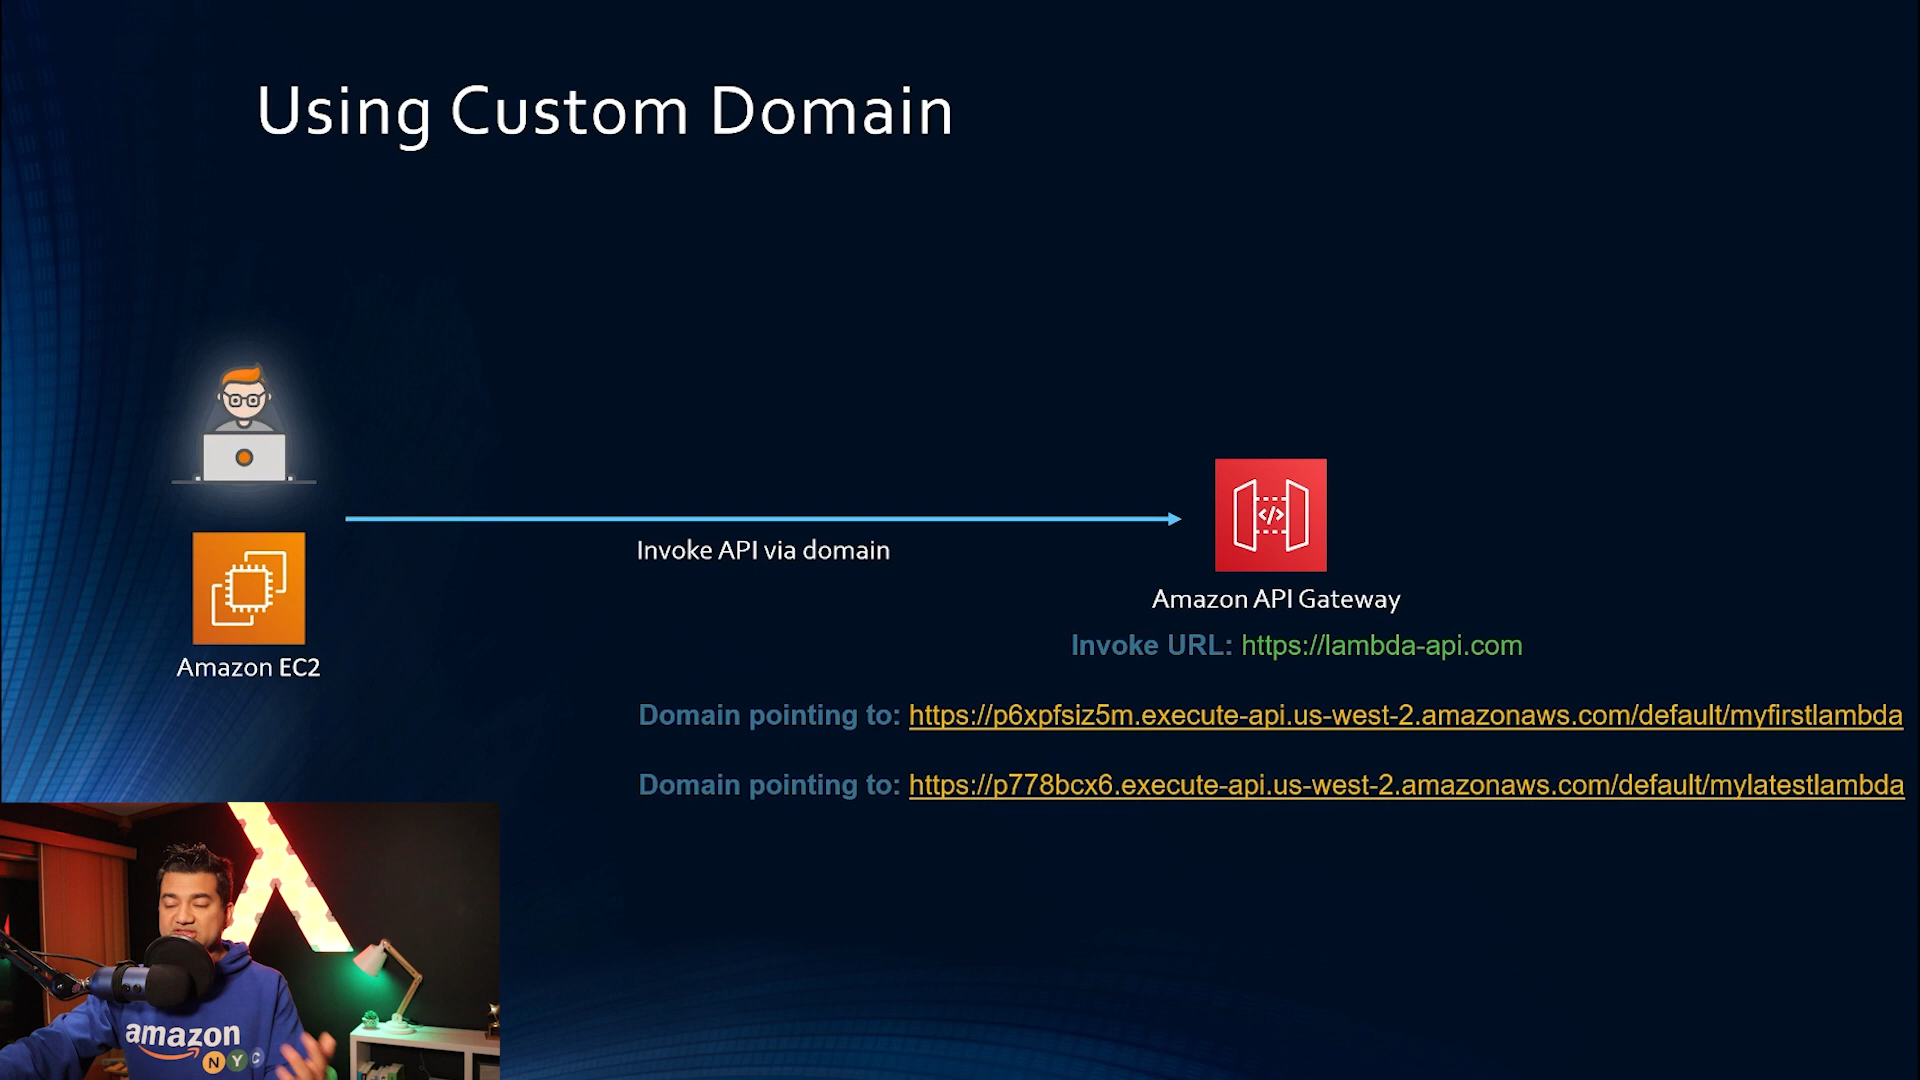 Using Custom Domain
Invoke API via domain
</>
Amazon API Gateway
Amazon EC2
Invoke URL: https://lambda-api.com
Domain pointing to: https://p6xpfsiz5m.execute-api.us-west-2.amazonaws.com/default/myfirstlambda
Domain pointing to: https://p778bcx6.execute-api.us-west-2.amazonaws.com/default/mylatestlambda
amazon
NYC